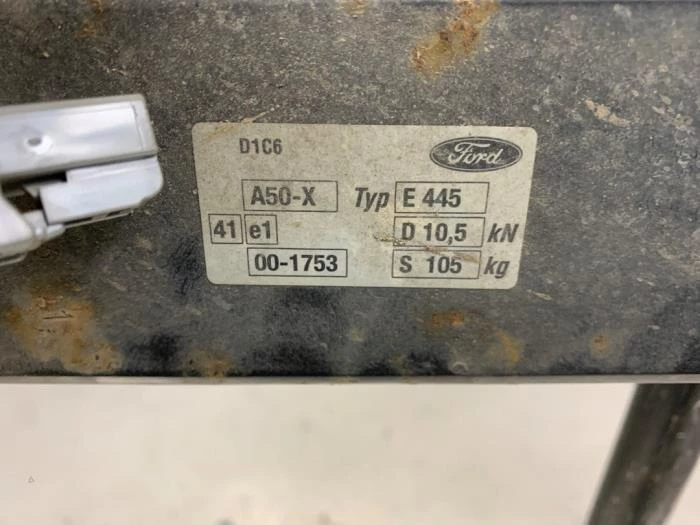 D1C6
Ford
A50-X Typ E 445
41 e1 D 10,5 kN
00-1753 S 105 kg